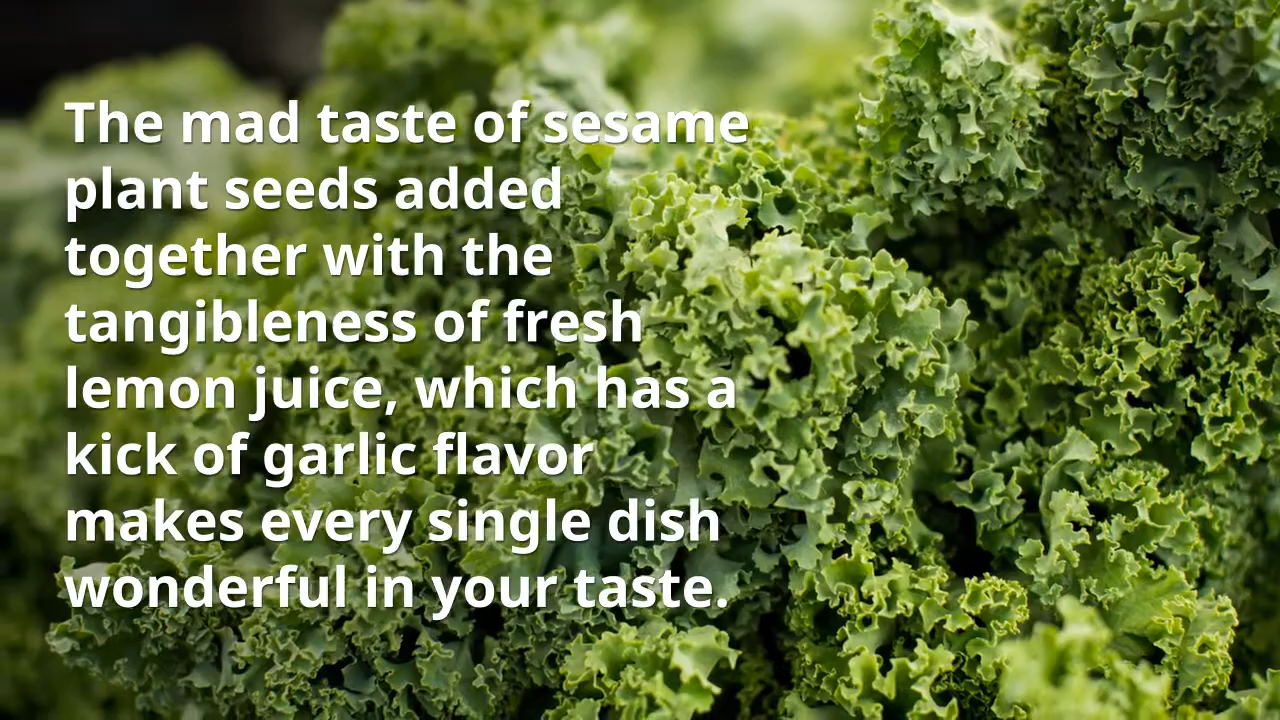 The mad taste of sesame
plant seeds added
together with the
tangibleness of fresh
lemon juice, which has a
kick of garlic flavor
makes every single dish
wonderful in your taste.